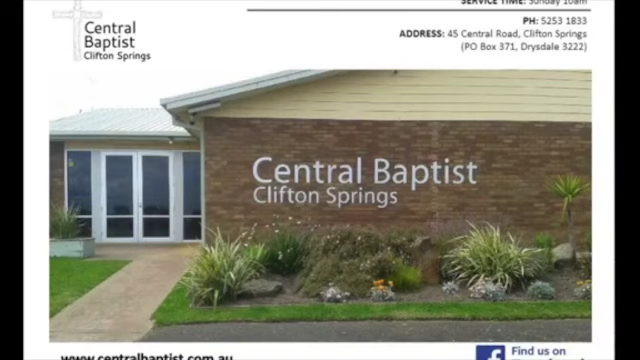 Central
Baptist
Clifton Springs
SERVICE TIME: Sunday 10am
PH: 5253 1833
ADDRESS: 45 Central Road, Clifton Springs
(PO Box 371, Drysdale 3222)
Central Baptist
Clifton Springs
www.centralbaptist.com.au
Find us on